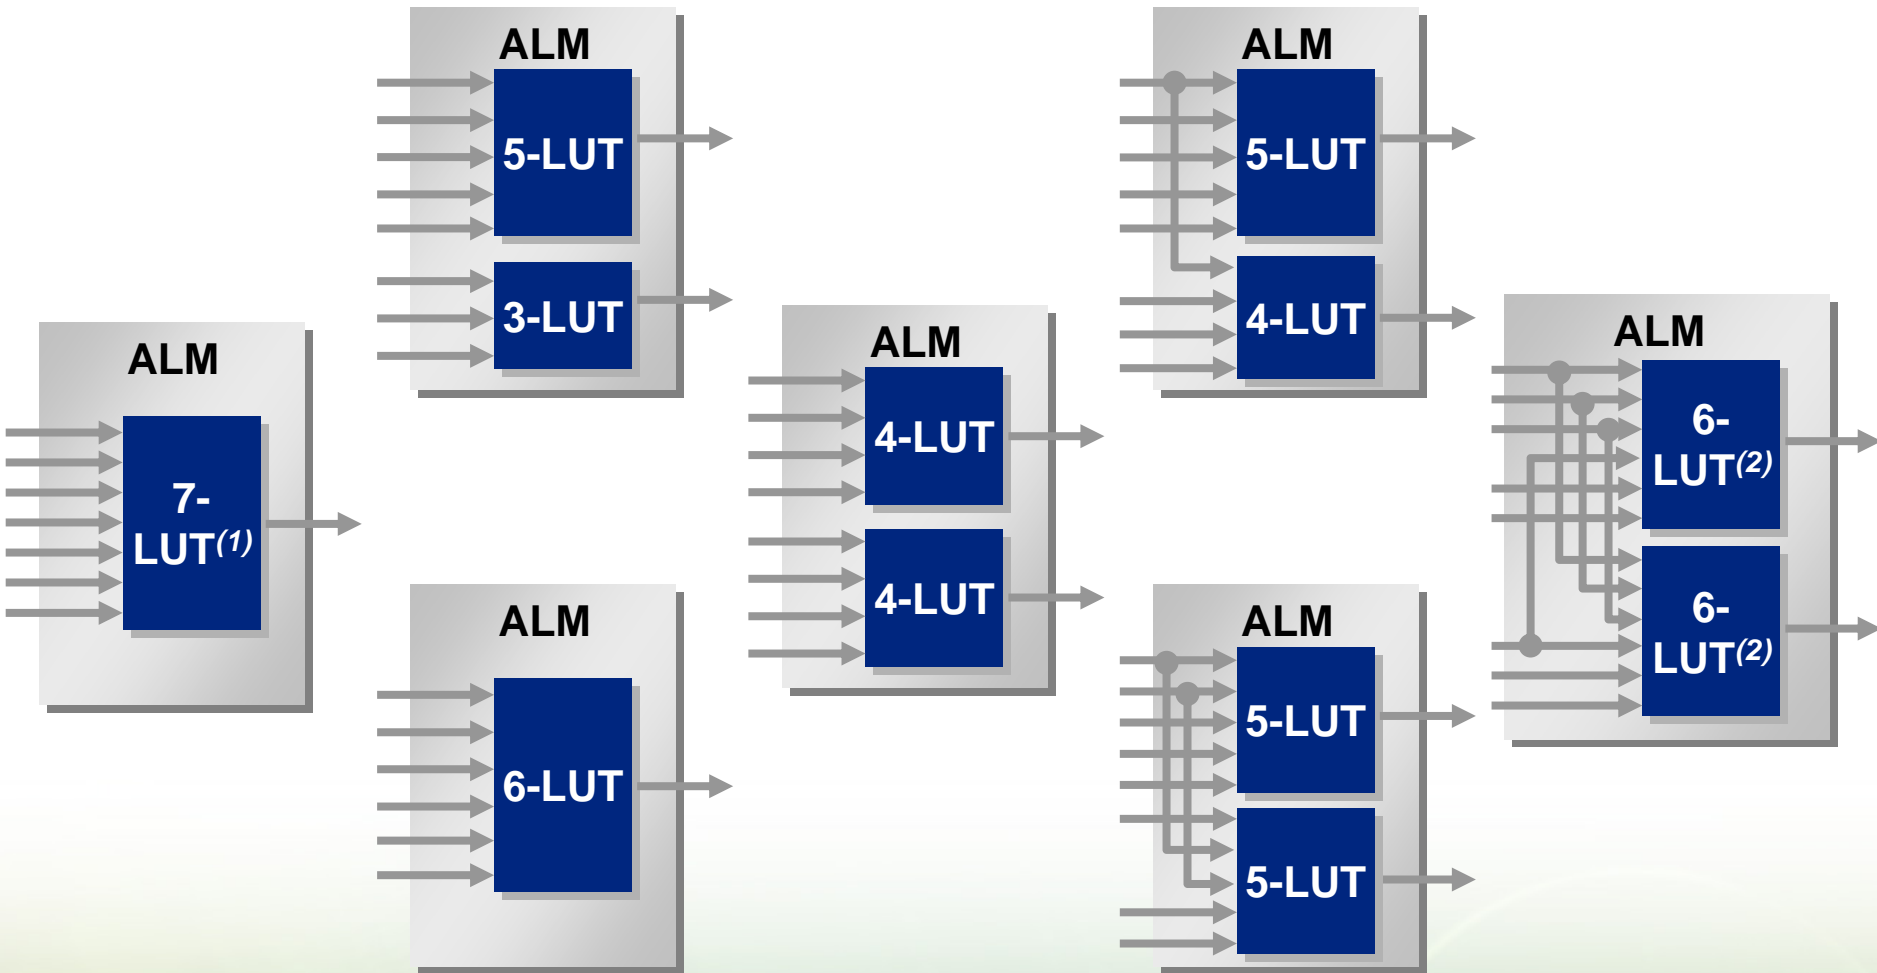 ALM
7-
LUT(1)
ALM
5-LUT
3-LUT
ALM
6-LUT
ALM
4-LUT
4-LUT
ALM
5-LUT
4-LUT
ALM
5-LUT
5-LUT
ALM
6-
LUT(2)
6-
LUT(2)